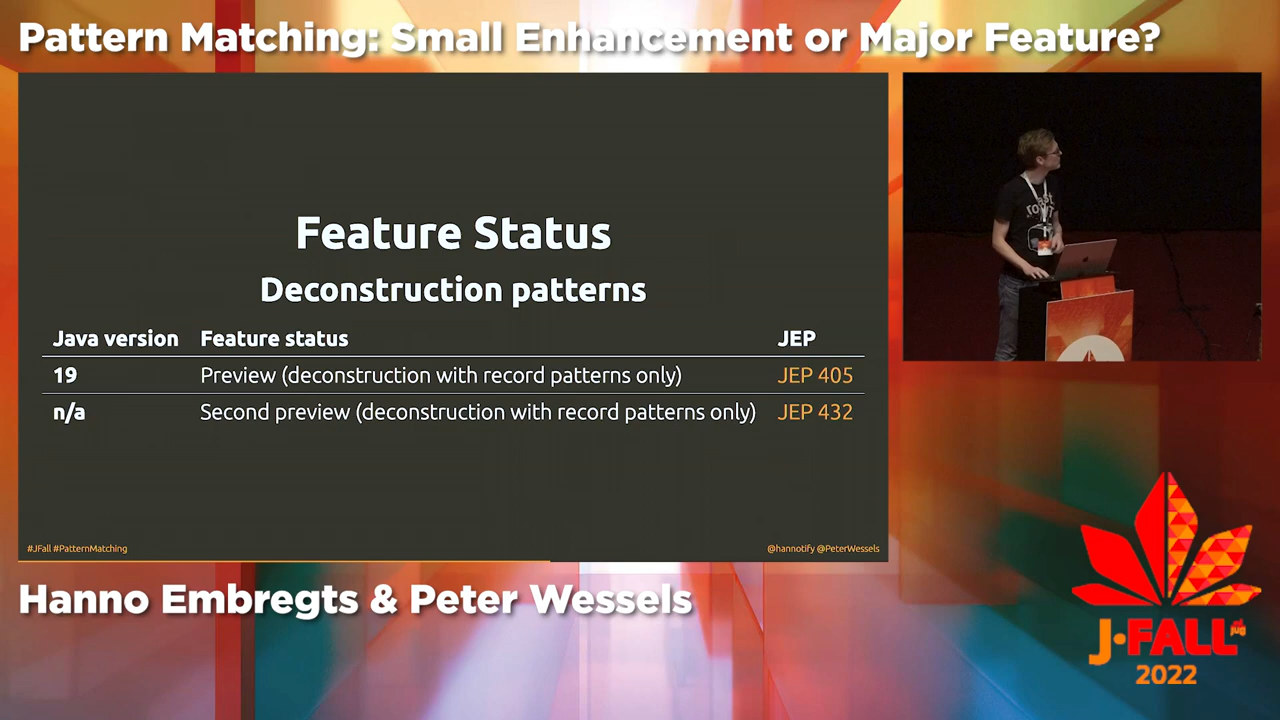 Pattern Matching: Small Enhancement or Major Feature?
Feature Status
Deconstruction patterns
Java version Feature status JEP
19 Preview (deconstruction with record patterns only) JEP 405
n/a Second preview (deconstruction with record patterns only) JEP 432
#JFall #PatternMatching
@hannotify @PeterWessels
Hanno Embregts & Peter Wessels
J-FALL
nl
jug
2022